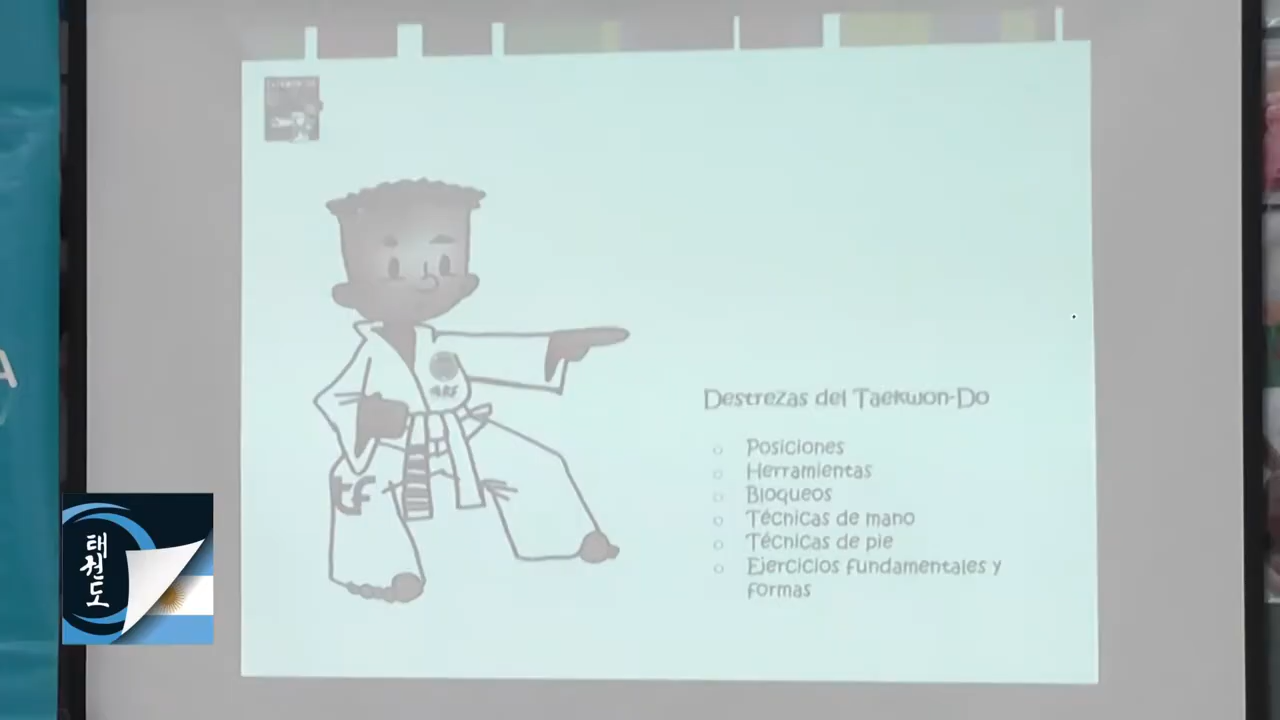 Destrezas del Taekwon-Do
o Posiciones
o Herramientas
o Bloqueos
o Técnicas de mano
o Técnicas de pie
o Ejercicios fundamentales y
formas
tf
태
권
도
A